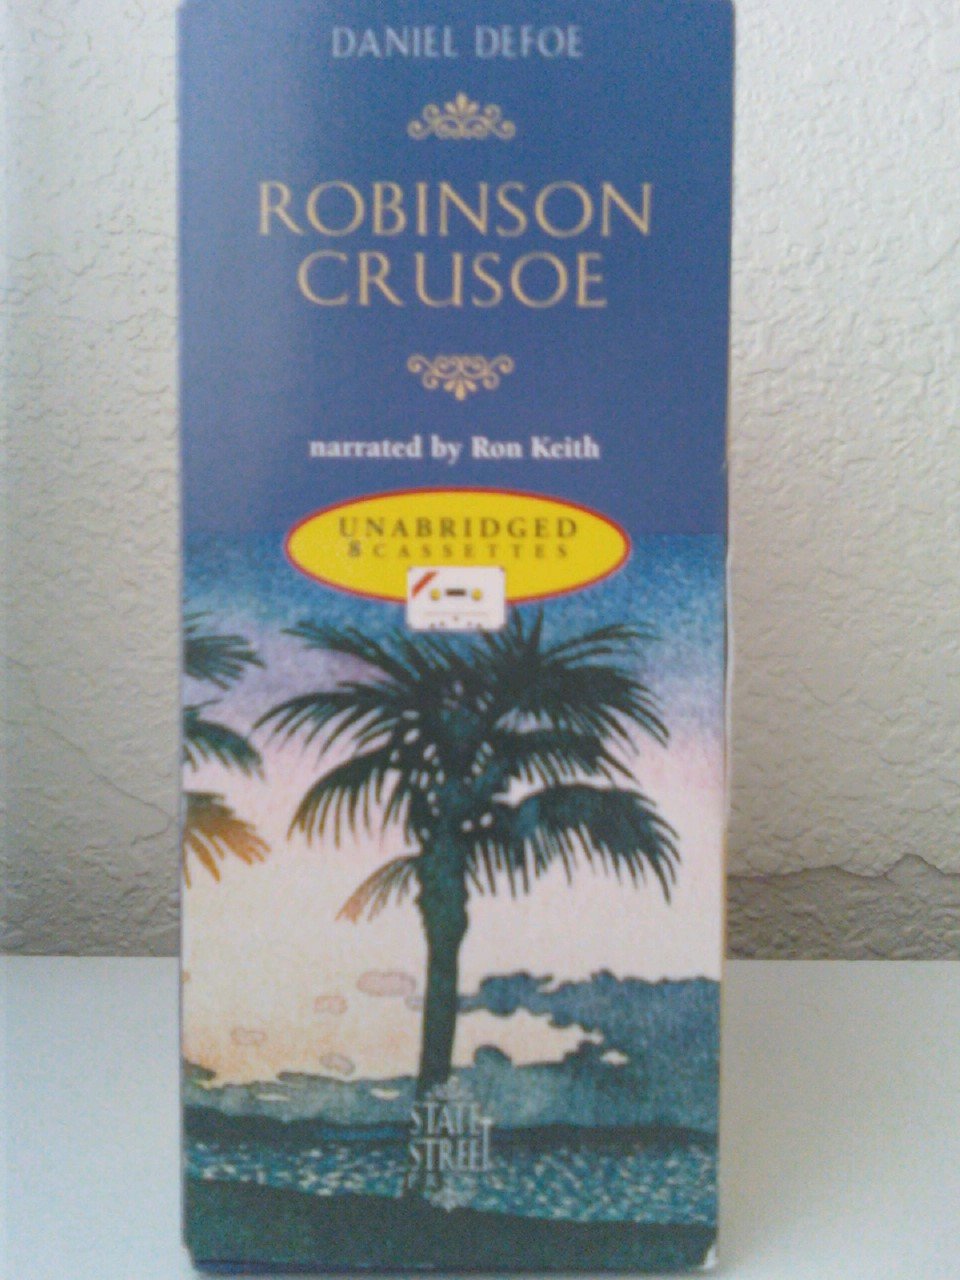 DANIEL DEFOE
ROBINSON
CRUSOE
narrated by Ron Keith
UNABRIDGED
8 CASSETTES
STATE
STREET